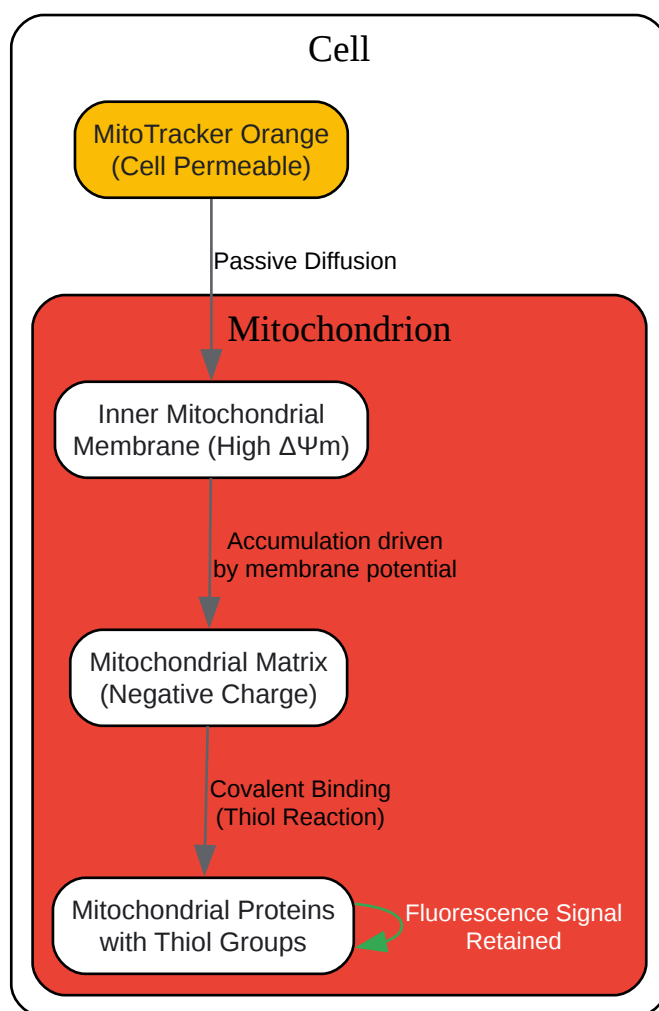 Cell
MitoTracker Orange
(Cell Permeable)
Passive Diffusion
Mitochondrion
Inner Mitochondrial
Membrane (High ΔΨm)
Accumulation driven
by membrane potential
Mitochondrial Matrix
(Negative Charge)
Covalent Binding
(Thiol Reaction)
Mitochondrial Proteins
with Thiol Groups
Fluorescence Signal
Retained